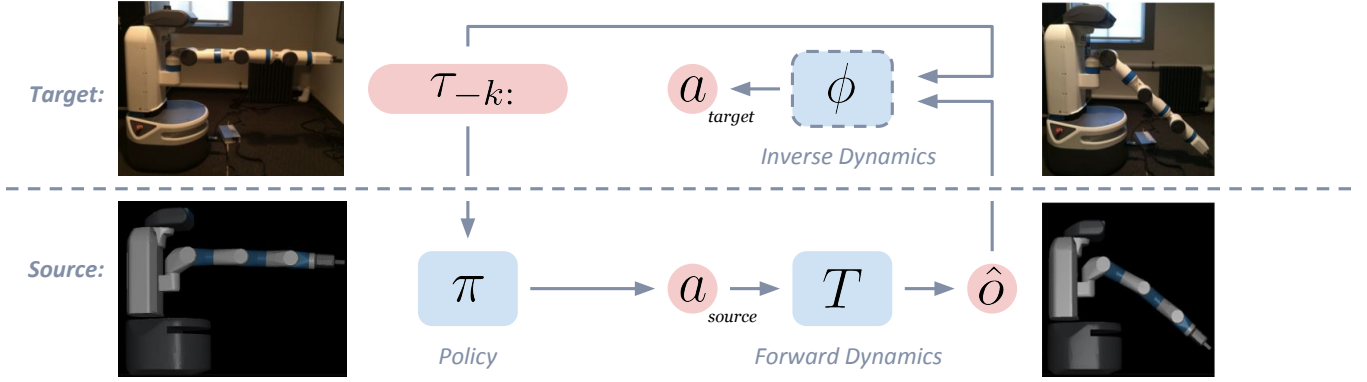 Target:
τ₋ₖ:
a target
ϕ
Inverse Dynamics
Source:
π
a source
T
ô
Policy
Forward Dynamics